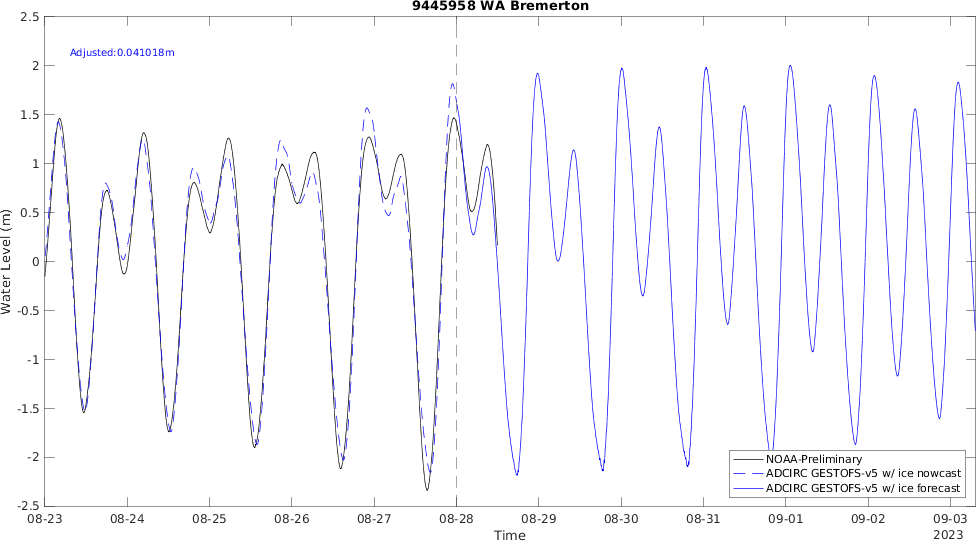 9445958 WA Bremerton
Adjusted:0.041018m
Water Level (m)
2.5
2
1.5
1
0.5
0
-0.5
-1
-1.5
-2
-2.5
NOAA-Preliminary
ADCIRC GESTOFS-v5 w/ ice nowcast
ADCIRC GESTOFS-v5 w/ ice forecast
08-23 08-24 08-25 08-26 08-27 08-28 08-29 08-30 08-31 09-01 09-02 09-03
Time
2023